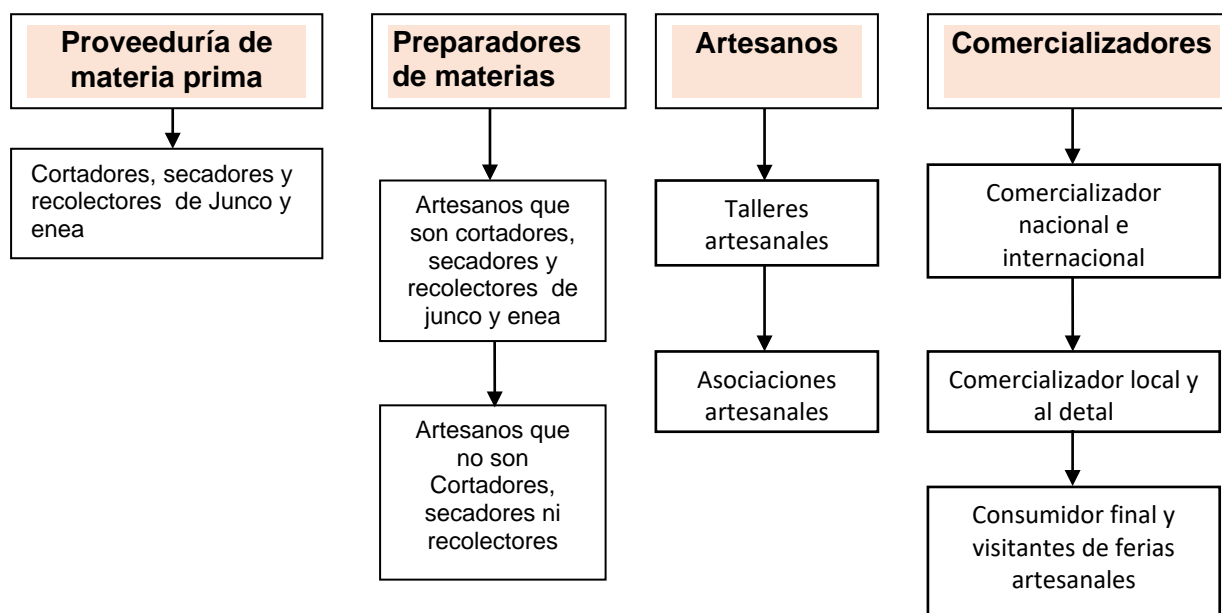 Proveeduría de
materia prima
Cortadores, secadores y
recolectores de Junco y
enea
Preparadores
de materias
Artesanos que
son cortadores,
secadores y
recolectores de
junco y enea
Artesanos que
no son
Cortadores,
secadores ni
recolectores
Artesanos
Talleres
artesanales
Asociaciones
artesanales
Comercializadores
Comercializador
nacional e
internacional
Comercializador local y
al detal
Consumidor final y
visitantes de ferias
artesanales